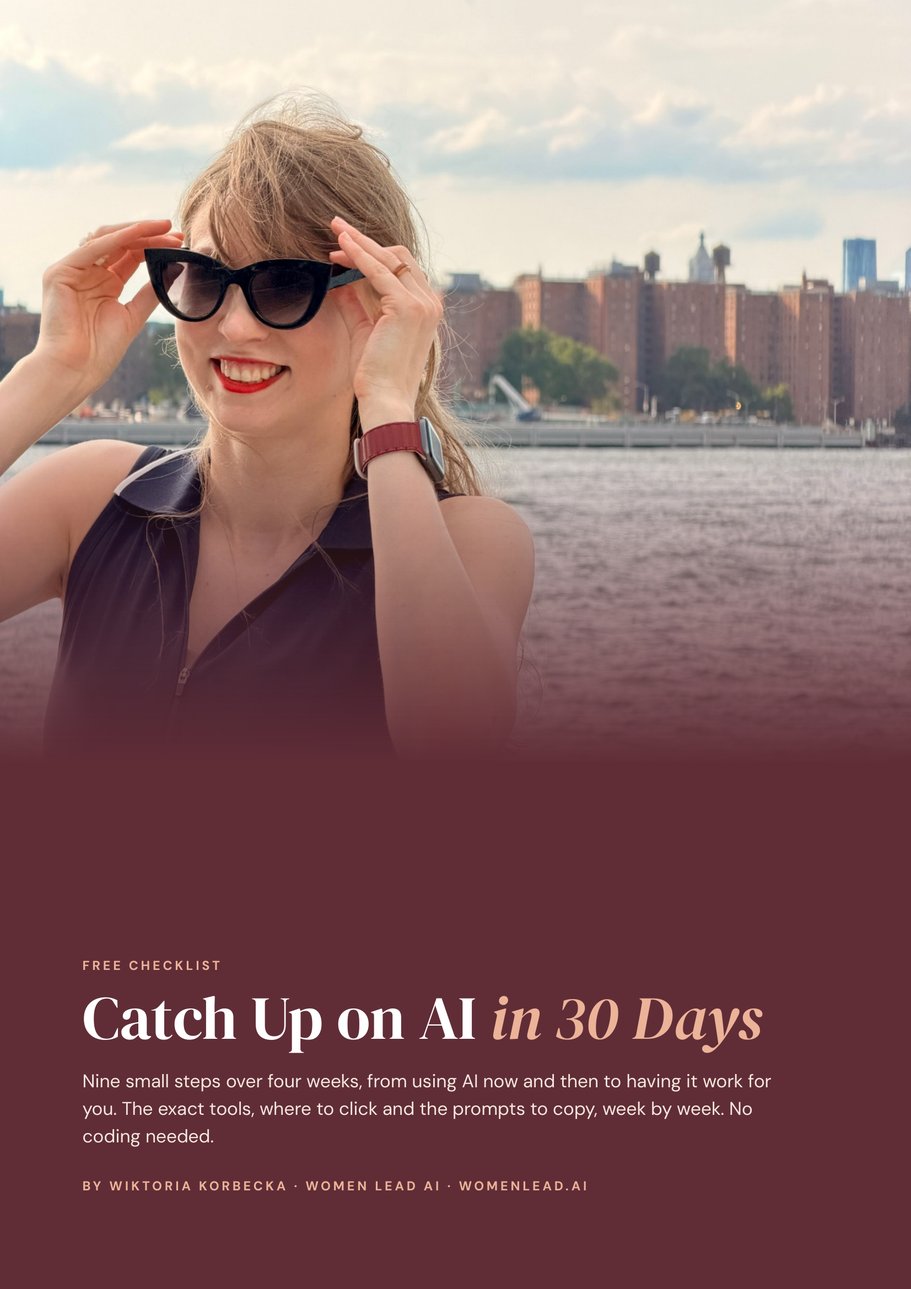 FREE CHECKLIST
Catch Up on AI in 30 Days
Nine small steps over four weeks, from using AI now and then to having it work for
you. The exact tools, where to click and the prompts to copy, week by week. No
coding needed.
BY WIKTORIA KORBECKA · WOMEN LEAD AI · WOMENLEAD.AI